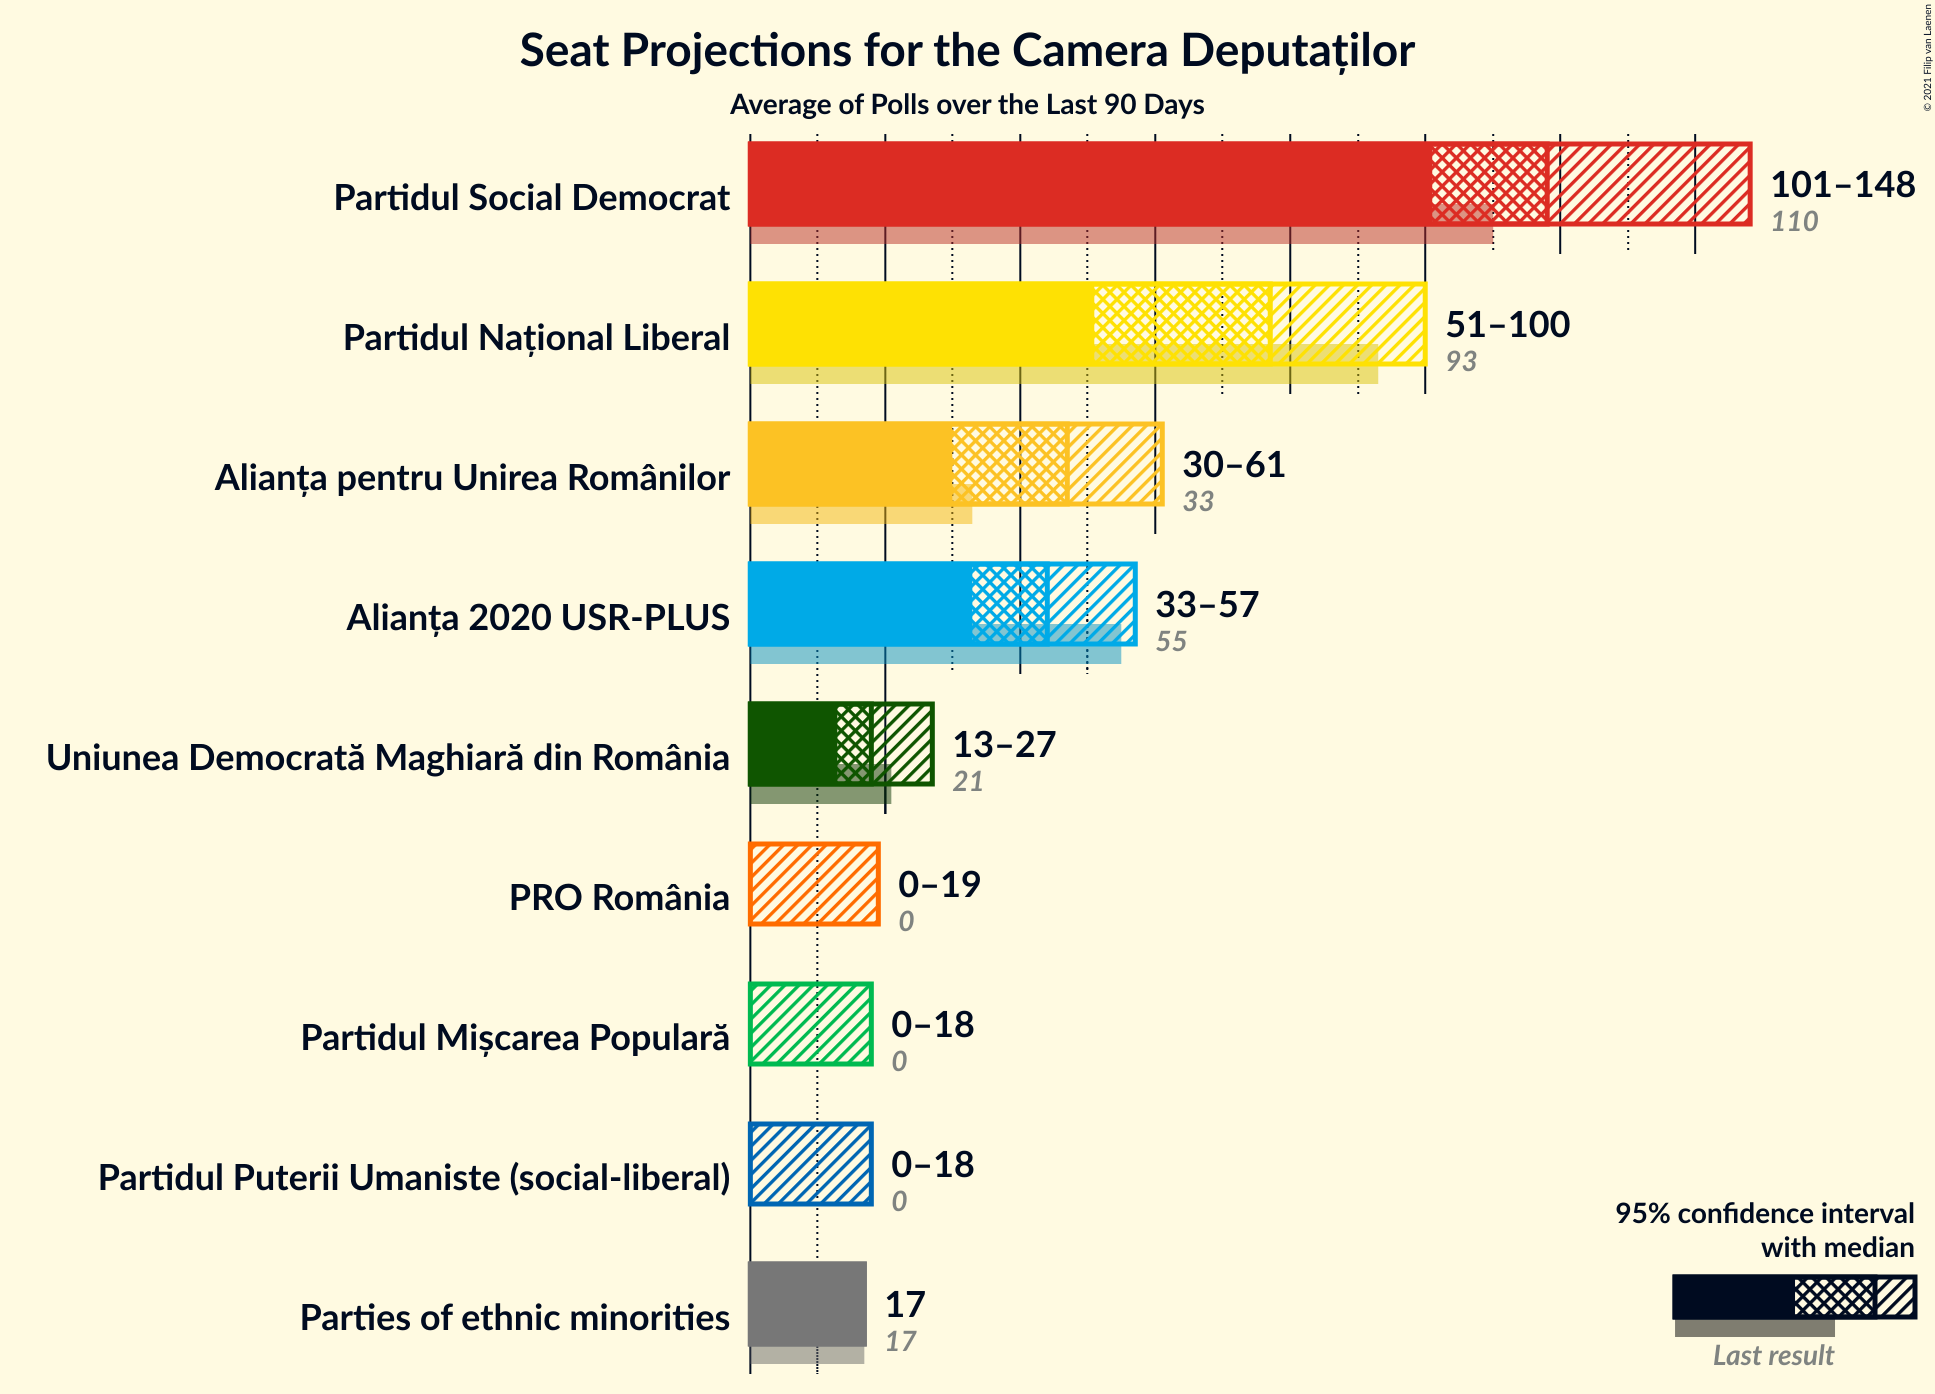 Seat Projections for the Camera Deputaților
Average of Polls over the Last 90 Days
© 2021 Filip van Laenen
Partidul Social Democrat
101–148
110
Partidul Național Liberal
51–100
93
Alianța pentru Unirea Românilor
30–61
33
Alianța 2020 USR-PLUS
33–57
55
Uniunea Democrată Maghiară din România
13–27
21
PRO România
0–19
0
Partidul Mișcarea Populară
0–18
0
Partidul Puterii Umaniste (social-liberal)
0–18
0
Parties of ethnic minorities
17
17
95% confidence interval
with median
Last result